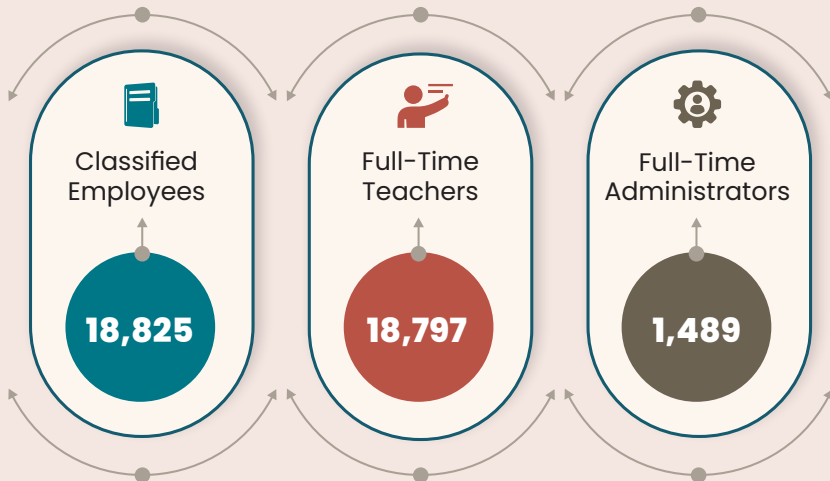 Classified
Employees
18,825
Full-Time
Teachers
18,797
Full-Time
Administrators
1,489